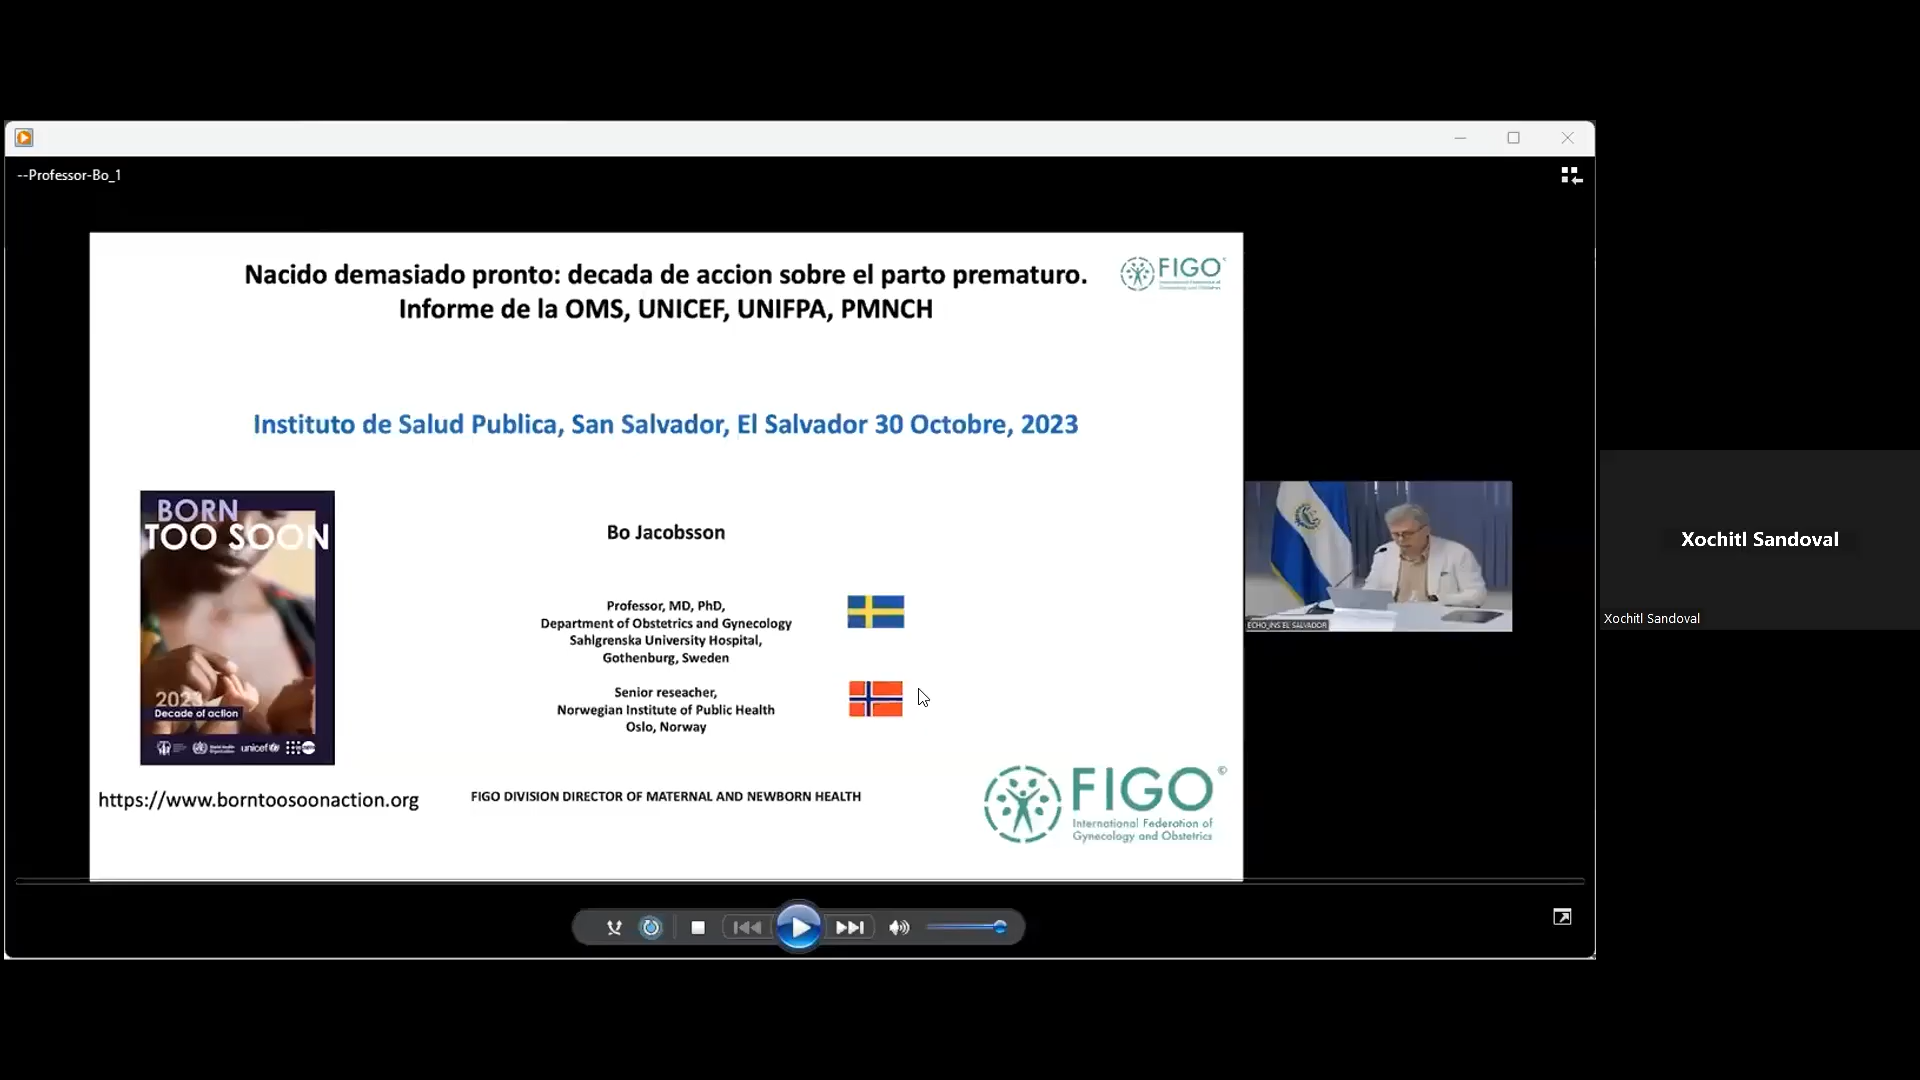 --Professor-Bo_1
Nacido demasiado pronto: decada de accion sobre el parto prematuro.
Informe de la OMS, UNICEF, UNIFPA, PMNCH
FIGO
Instituto de Salud Publica, San Salvador, El Salvador 30 Octobre, 2023
BORN
TOO SOON
2023
Decade of action
unicef
Bo Jacobsson
Professor, MD, PhD,
Department of Obstetrics and Gynecology
Sahlgrenska University Hospital,
Gothenburg, Sweden
Senior reseacher,
Norwegian Institute of Public Health
Oslo, Norway
https://www.borntoosoonaction.org
FIGO DIVISION DIRECTOR OF MATERNAL AND NEWBORN HEALTH
FIGO©
International Federation of
Gynecology and Obstetrics
ECHO_INS EL SALVADOR
Xochitl Sandoval
Xochitl Sandoval